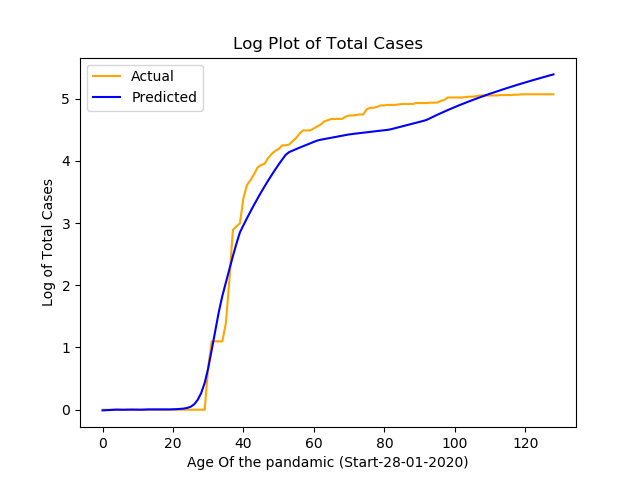 Log Plot of Total Cases
Actual
Predicted
Log of Total Cases
5
4
3
2
1
0
0 20 40 60 80 100 120
Age Of the pandamic (Start-28-01-2020)